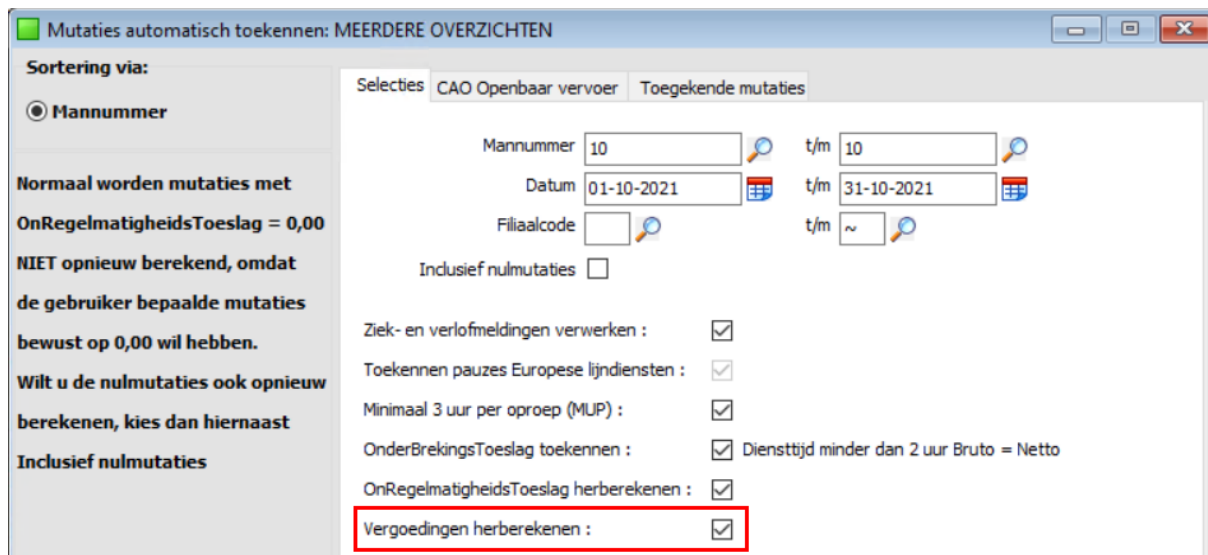 Mutaties automatisch toekennen: MEERDERE OVERZICHTEN
Sortering via:
Mannummer
Normaal worden mutaties met
OnRegelmatigheidsToeslag = 0,00
NIET opnieuw berekend, omdat
de gebruiker bepaalde mutaties
bewust op 0,00 wil hebben.
Wilt u de nulmutaties ook opnieuw
berekenen, kies dan hiernaast
Inclusief nulmutaties
Selecties CAO Openbaar vervoer Toegekende mutaties
Mannummer 10 t/m 10
Datum 01-10-2021 t/m 31-10-2021
Filiaalcode t/m ~
Inclusief nulmutaties
Ziek- en verlofmeldingen verwerken :
Toekennen pauzes Europese lijndiensten :
Minimaal 3 uur per oproep (MUP) :
OnderBrekingsToeslag toekennen : Diensttijd minder dan 2 uur Bruto = Netto
OnRegelmatigheidsToeslag herberekenen :
Vergoedingen herberekenen :